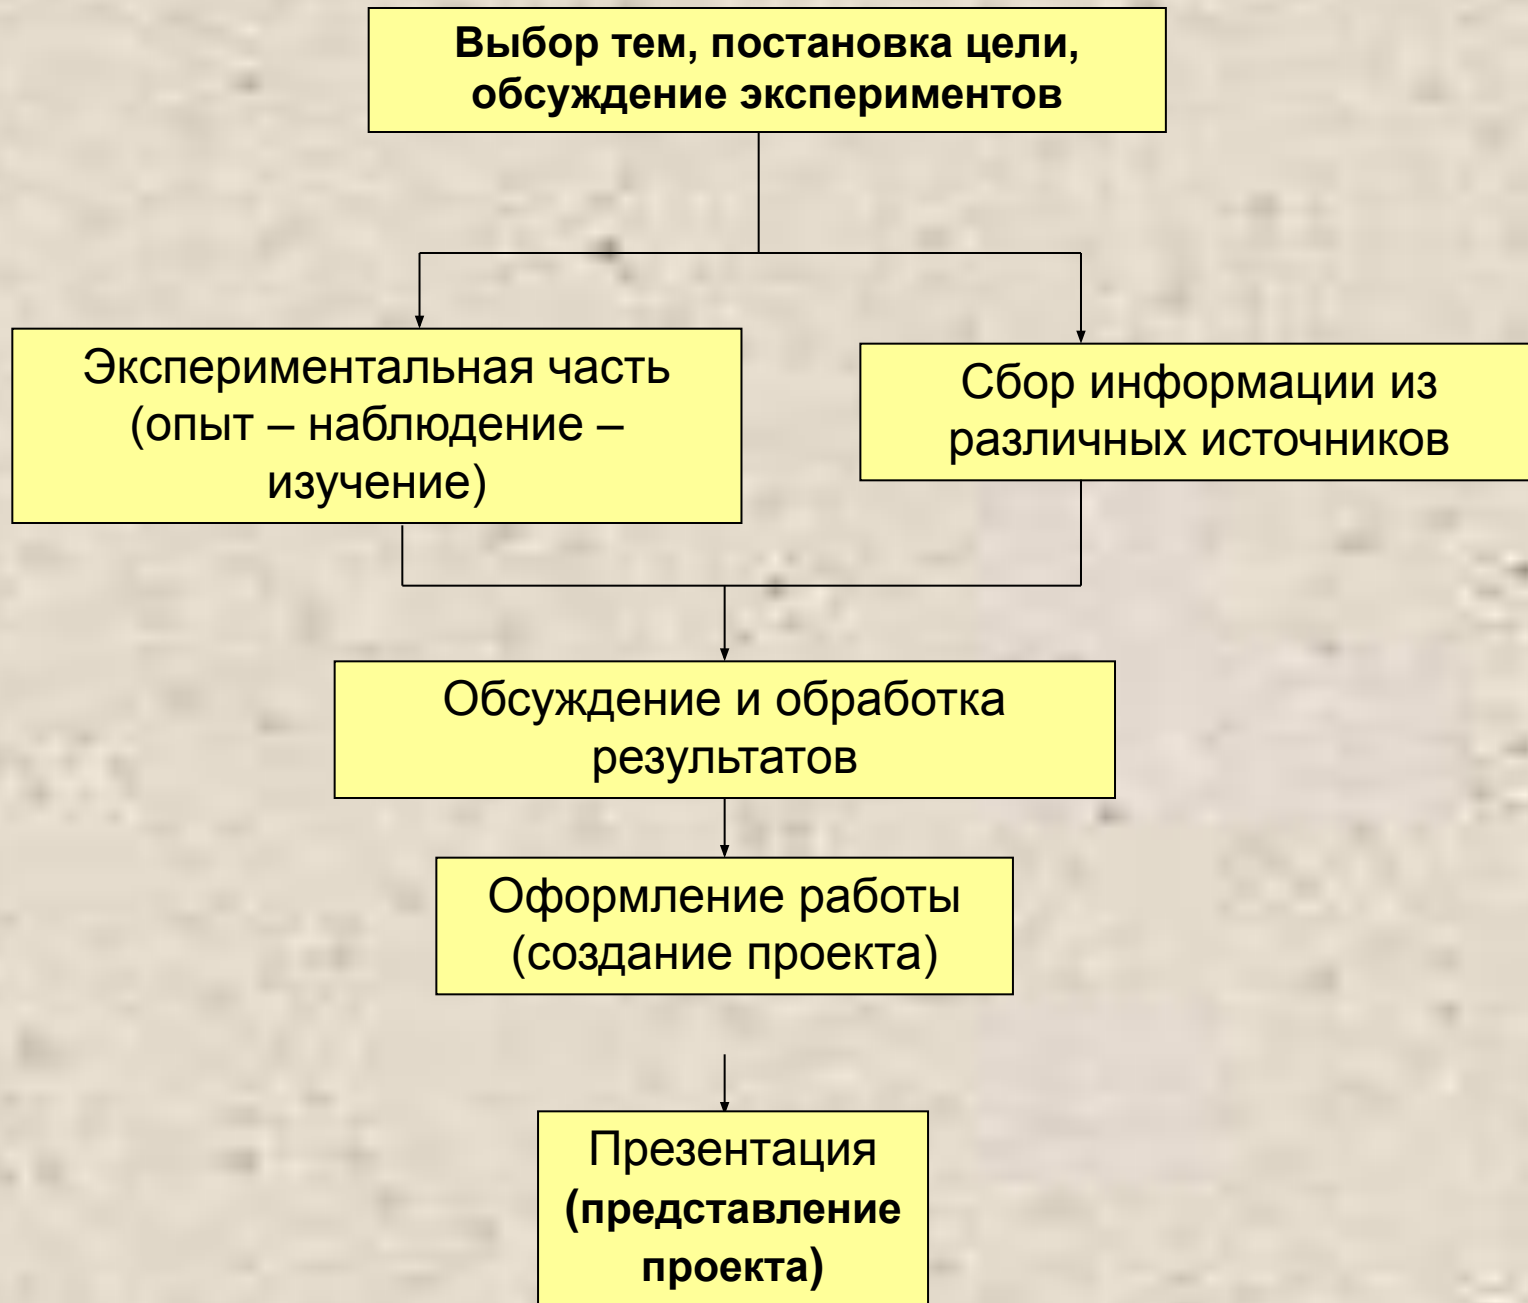 Выбор тем, постановка цели,
обсуждение экспериментов
Экспериментальная часть
(опыт – наблюдение –
изучение)
Сбор информации из
различных источников
Обсуждение и обработка
результатов
Оформление работы
(создание проекта)
Презентация
(представление
проекта)